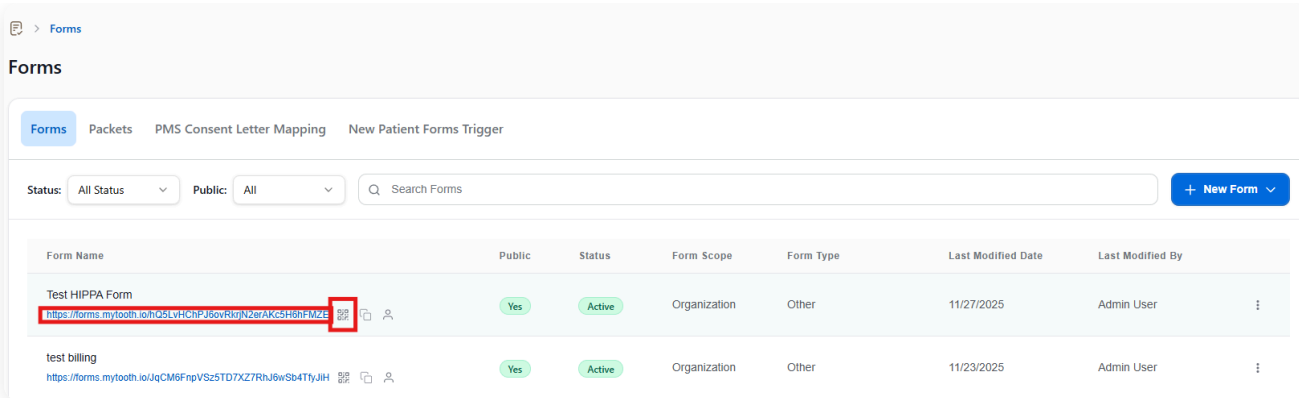 Forms
Forms
Forms Packets PMS Consent Letter Mapping New Patient Forms Trigger
Status: All Status Public: All Search Forms + New Form
Form Name Public Status Form Scope Form Type Last Modified Date Last Modified By
Test HIPPA Form
https://forms.mytooth.io/hQ5LvHChPJ6ovRkrjN2erAKc5H6hFMZE Yes Active Organization Other 11/27/2025 Admin User
test billing
https://forms.mytooth.io/JqCM6FnpVSz5TD7XZ7RhJ6wSb4TfyJiH Yes Active Organization Other 11/23/2025 Admin User